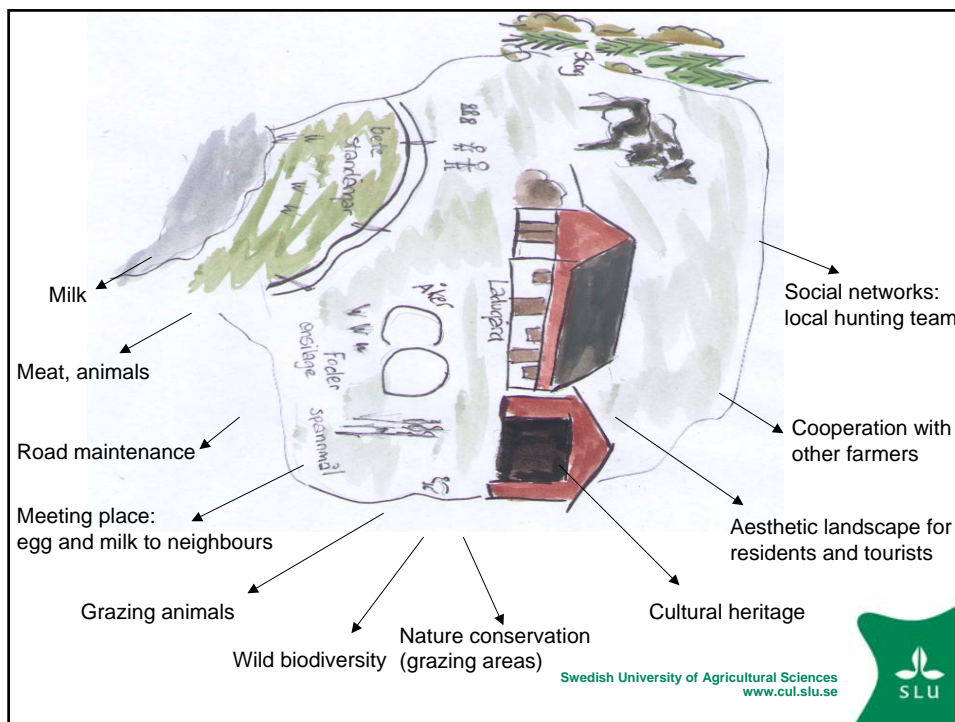 Skog
bete
standängar
Ladugård
Åker
Foder
ensilage
spannmål
Milk
Meat, animals
Road maintenance
Meeting place:
egg and milk to neighbours
Grazing animals
Wild biodiversity
Nature conservation
(grazing areas)
Cultural heritage
Aesthetic landscape for
residents and tourists
Cooperation with
other farmers
Social networks:
local hunting team
Swedish University of Agricultural Sciences
www.cul.slu.se
SLU